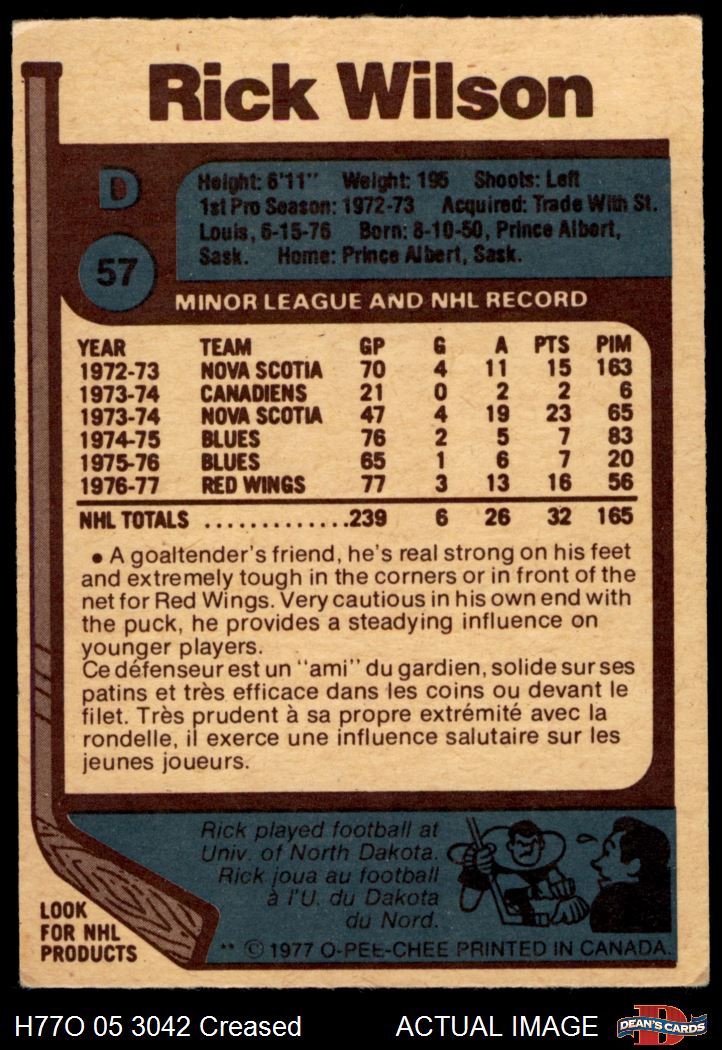 Rick Wilson
D
57
Height: 6'11" Weight: 195 Shoots: Left
1st Pro Season: 1972-73 Acquired: Trade With St.
Louis, 6-15-76 Born: 8-10-50, Prince Albert,
Sask. Home: Prince Albert, Sask.
MINOR LEAGUE AND NHL RECORD
YEAR TEAM GP G A PTS PIM
1972-73 NOVA SCOTIA 70 4 11 15 163
1973-74 CANADIENS 21 0 2 2 6
1973-74 NOVA SCOTIA 47 4 19 23 65
1974-75 BLUES 76 2 5 7 83
1975-76 BLUES 65 1 6 7 20
1976-77 RED WINGS 77 3 13 16 56
NHL TOTALS .............239 6 26 32 165
• A goaltender's friend, he's real strong on his feet
and extremely tough in the corners or in front of the
net for Red Wings. Very cautious in his own end with
the puck, he provides a steadying influence on
younger players.
Ce défenseur est un "ami" du gardien, solide sur ses
patins et très efficace dans les coins ou devant le
filet. Très prudent à sa propre extrémité avec la
rondelle, il exerce une influence salutaire sur les
jeunes joueurs.
Rick played football at
Univ. of North Dakota.
Rick joua au football
à l'U. du Dakota
du Nord.
LOOK
FOR NHL
PRODUCTS
** © 1977 O-PEE-CHEE PRINTED IN CANADA.
H77O 05 3042 Creased ACTUAL IMAGE
DEAN'S CARDS